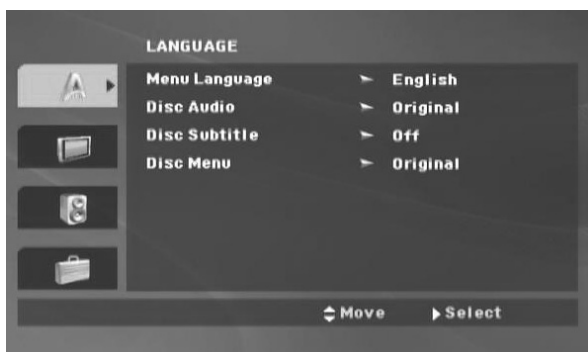 LANGUAGE
Menu Language English
Disc Audio Original
Disc Subtitle Off
Disc Menu Original
Move Select